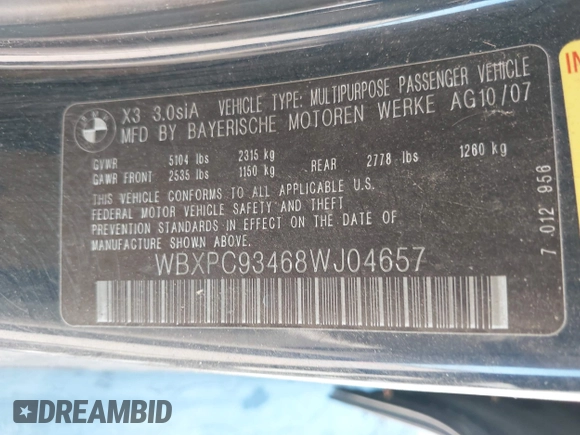 BMW
X3 3.0siA VEHICLE TYPE: MULTIPURPOSE PASSENGER VEHICLE
MFD BY BAYERISCHE MOTOREN WERKE AG10/07
GVWR 5104 lbs 2315 kg
GAWR FRONT 2535 lbs 1150 kg REAR 2778 lbs 1260 kg
THIS VEHICLE CONFORMS TO ALL APPLICABLE U.S.
FEDERAL MOTOR VEHICLE SAFETY AND THEFT
PREVENTION STANDARDS IN EFFECT ON THE DATE OF
MANUFACTURE SHOWN ABOVE.
WBXPC93468WJ04657
7 012 956
IN
DREAMBID